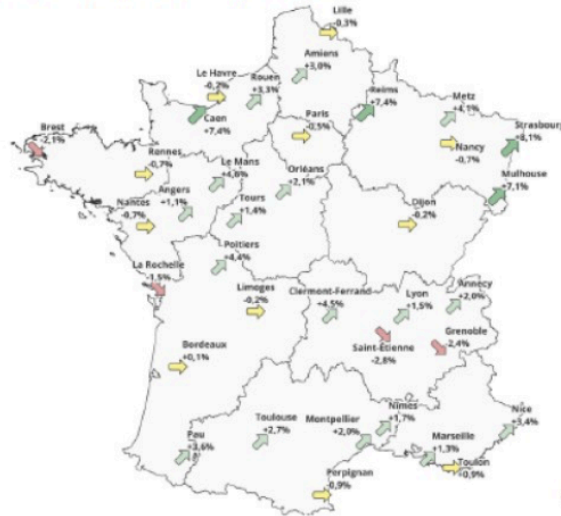 Lille
-0,3%
Amiens
+3,0%
Le Havre
-0,2%
Rouen
+3,3%
Reims
+7,4%
Metz
+4,1%
Caen
+7,4%
Paris
-0,5%
Strasbourg
+8,1%
Brest
-2,1%
Nancy
-0,7%
Rennes
-0,7%
Le Mans
+4,6%
Orléans
+2,1%
Mulhouse
+7,1%
Angers
+1,1%
Nantes
-0,7%
Tours
+1,4%
Dijon
-0,2%
Poitiers
+4,4%
La Rochelle
-1,5%
Limoges
-0,2%
Clermont-Ferrand
+4,5%
Lyon
+1,5%
Annecy
+2,0%
Saint-Étienne
-2,8%
Grenoble
-2,4%
Bordeaux
+0,1%
Toulouse
+2,7%
Montpellier
+2,0%
Nîmes
+1,7%
Nice
+3,4%
Pau
+3,6%
Marseille
+1,3%
Toulon
+0,9%
Perpignan
-0,9%